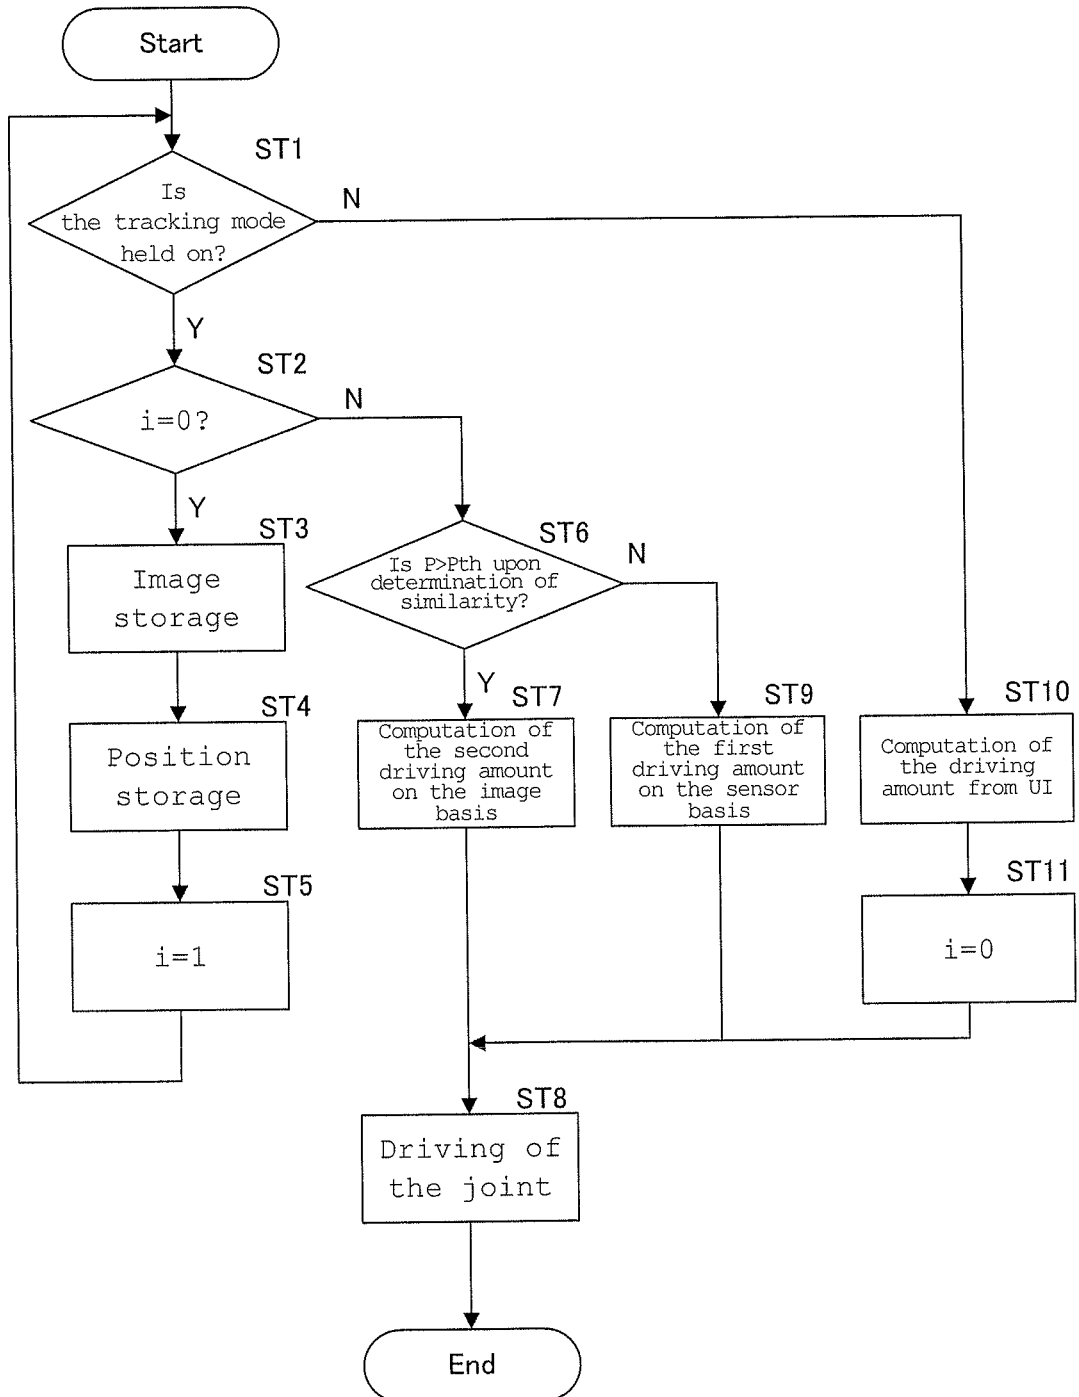 Start
ST1
Is
the tracking mode
held on?
N
Y
ST2
i=0?
N
Y
ST3
Image
storage
ST6
Is P>Pth upon
determination of
similarity?
N
Y
ST4
Position
storage
ST7
Computation of
the second
driving amount
on the image
basis
ST9
Computation of
the first
driving amount
on the sensor
basis
ST10
Computation of
the driving
amount from UI
ST5
i=1
ST11
i=0
ST8
Driving of
the joint
End